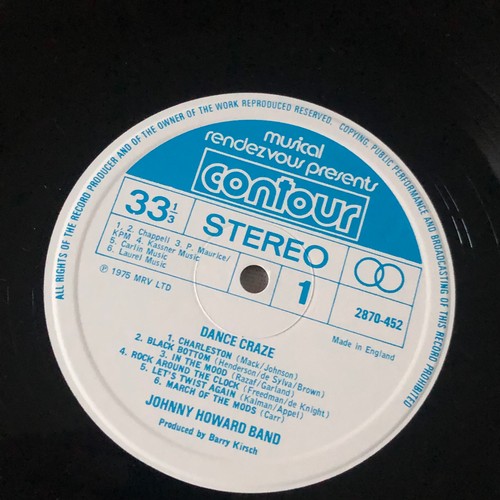 ALL RIGHTS OF THE RECORD PRODUCER AND OF THE OWNER OF THE WORK REPRODUCED RESERVED. COPYING, PUBLIC PERFORMANCE AND BROADCASTING OF THIS RECORD PROHIBITED
musical
rendezvous presents
contour
33 1/3
STEREO
1. 2. Chappell 3. P. Maurice/
KPM 4. Kassner Music
5. Carlin Music
6. Laurel Music
℗ 1975 MRV LTD
1
2870-452
Made in England
DANCE CRAZE
1. CHARLESTON (Mack/Johnson)
2. BLACK BOTTOM (Henderson/de Sylva/Brown)
3. IN THE MOOD (Razaf/Garland)
4. ROCK AROUND THE CLOCK (Freedman/de Knight)
5. LET'S TWIST AGAIN (Kalman/Appel)
6. MARCH OF THE MODS (Carr)
JOHNNY HOWARD BAND
Produced by Barry Kirsch